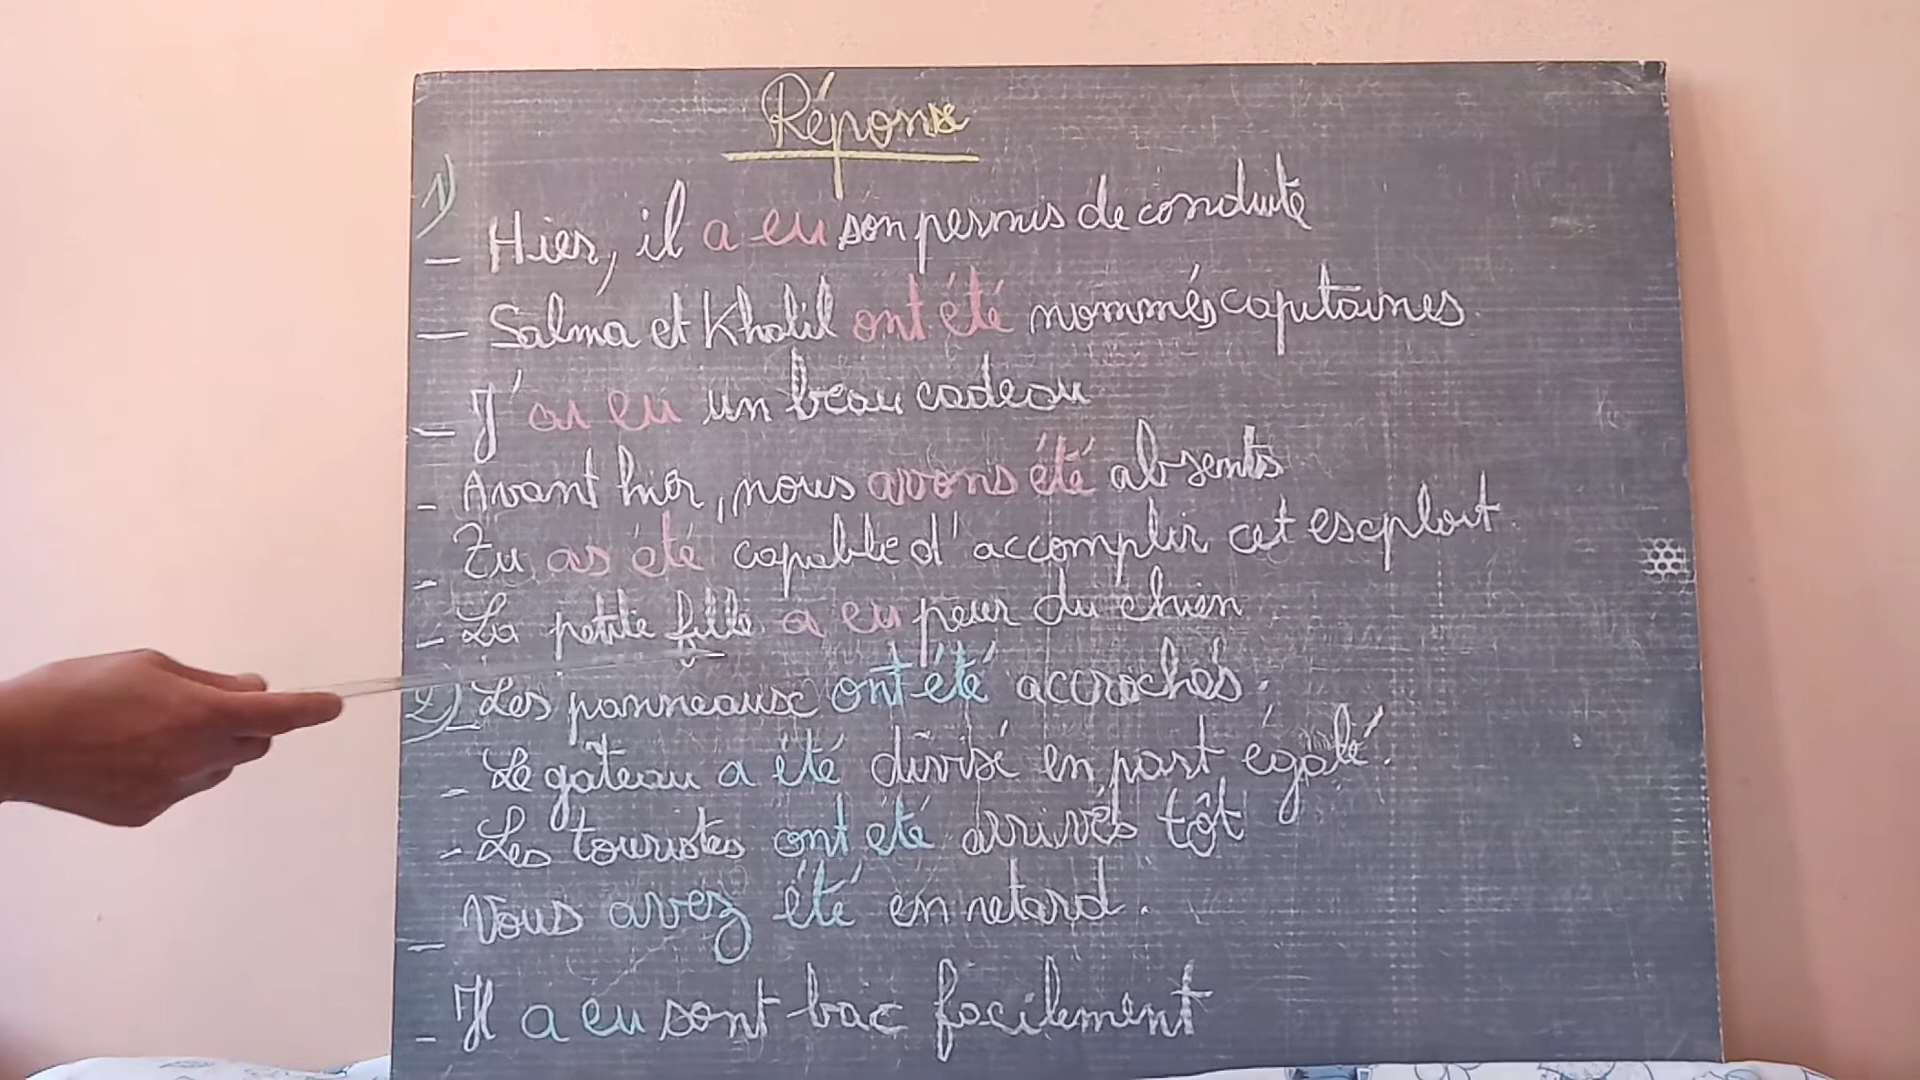 Réponse
1)
- Hier, il a eu son permis de conduite
- Salma et Khalil ont été nommés capitaines
- J'ai eu un beau cadeau
- Avant hier, nous avons été absents
- Tu as été capable d'accomplir cet exploit
- La petite fille a eu peur du chien
2) - Les panneaux ont été accrochés.
- Le gâteau a été divisé en part égalé.
- Les touristes ont été arrivés tôt
- Vous avez été en retard.
- Il a eu sont bac facilement